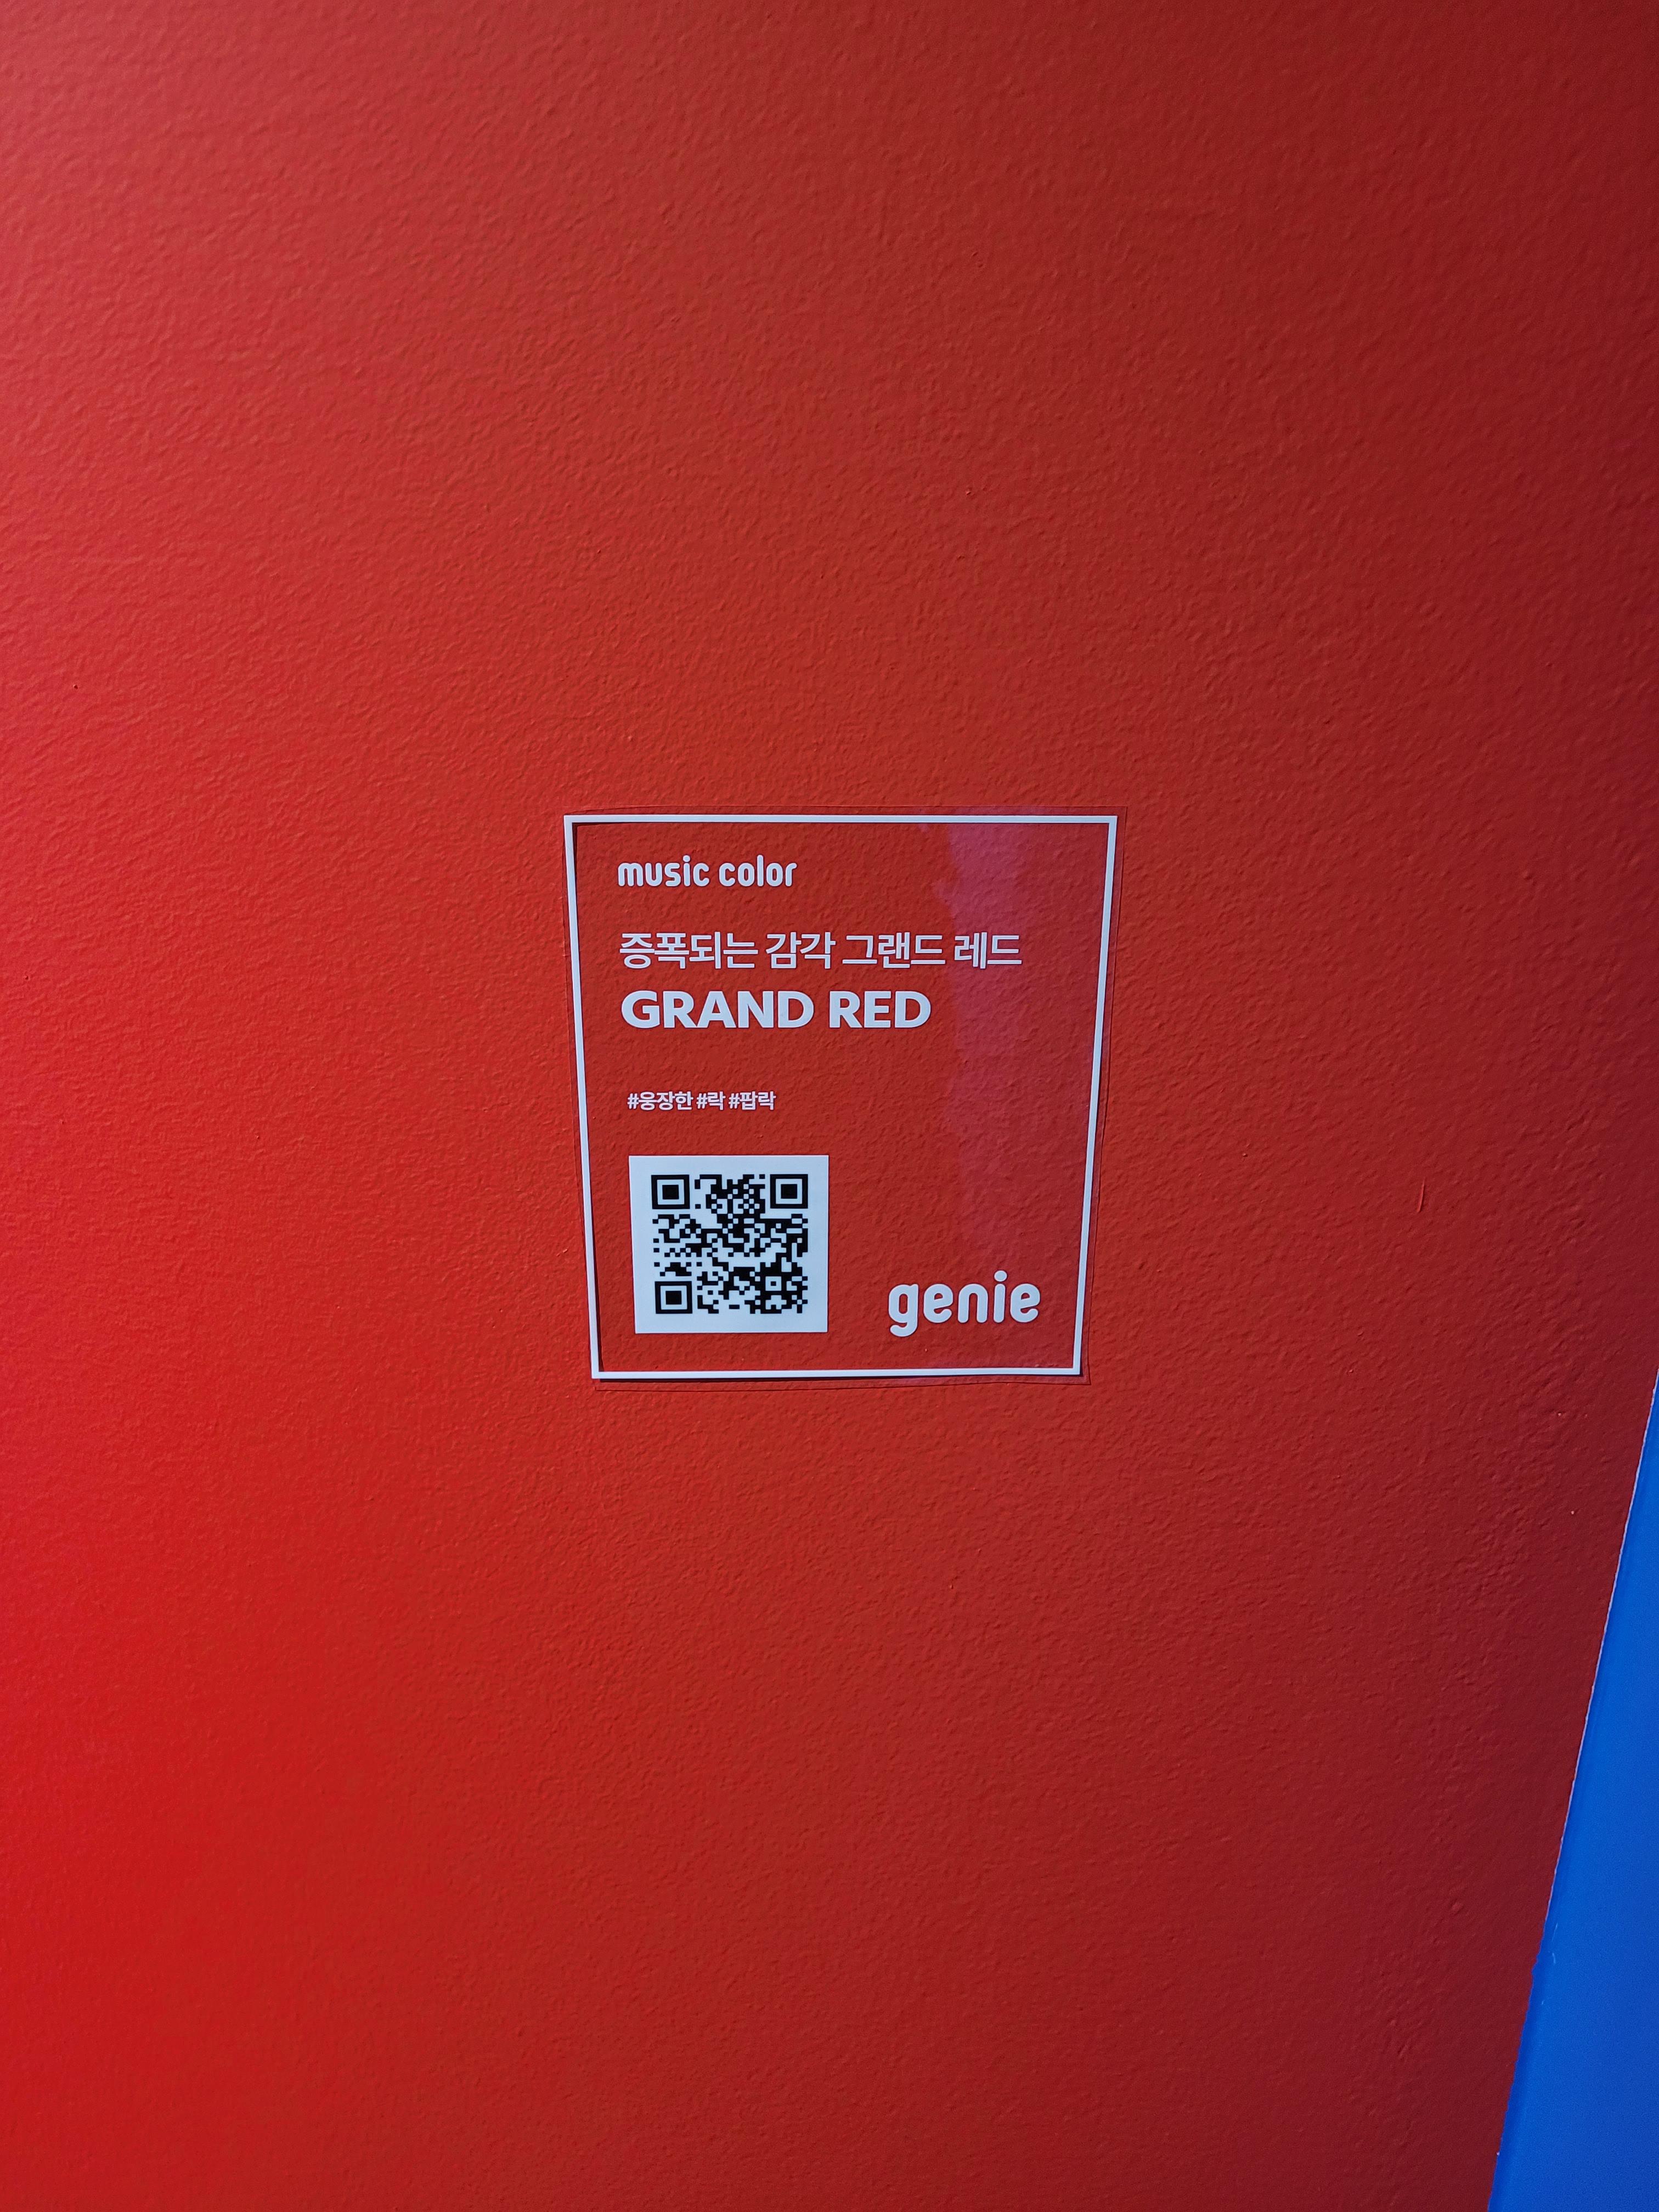 music color
증폭되는 감각 그랜드 레드
GRAND RED
#웅장한 #락 #팝락
genie